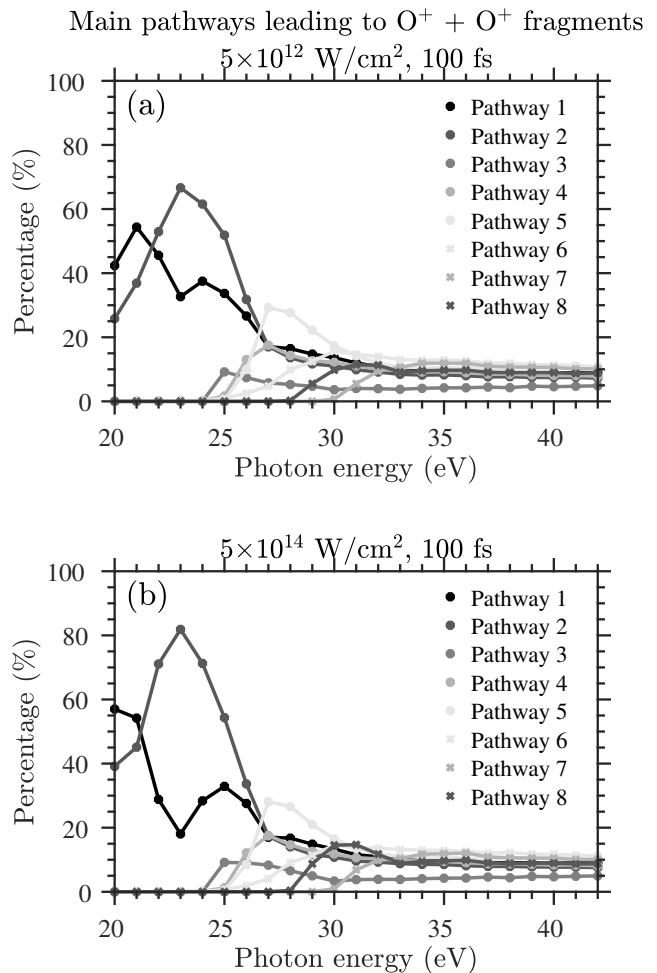 Main pathways leading to O⁺ + O⁺ fragments
5×10¹² W/cm², 100 fs
(a)
Pathway 1
Pathway 2
Pathway 3
Pathway 4
Pathway 5
Pathway 6
Pathway 7
Pathway 8
100
80
60
40
20
0
Percentage (%)
20 25 30 35 40
Photon energy (eV)
5×10¹⁴ W/cm², 100 fs
(b)
Pathway 1
Pathway 2
Pathway 3
Pathway 4
Pathway 5
Pathway 6
Pathway 7
Pathway 8
100
80
60
40
20
0
Percentage (%)
20 25 30 35 40
Photon energy (eV)